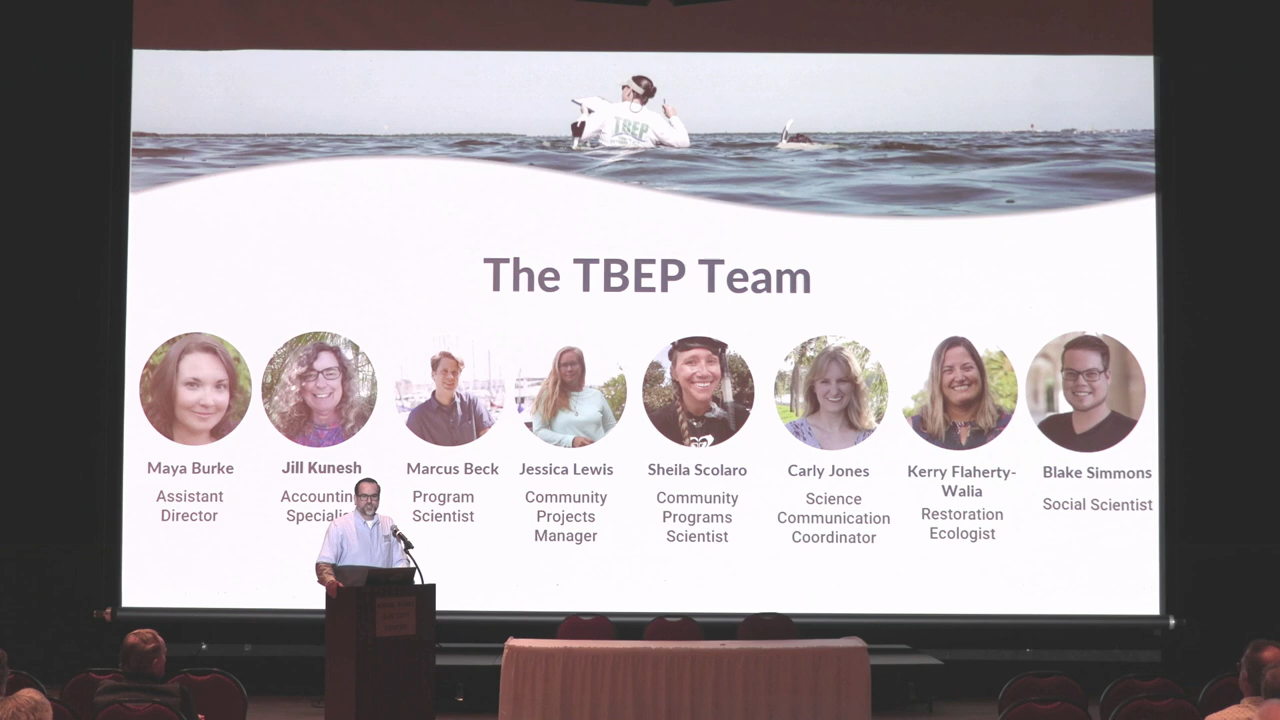 TBEP
The TBEP Team
Maya Burke
Assistant
Director
Jill Kunesh
Accounting
Specialist
Marcus Beck
Program
Scientist
Jessica Lewis
Community
Projects
Manager
Sheila Scolaro
Community
Programs
Scientist
Carly Jones
Science
Communication
Coordinator
Kerry Flaherty-
Walia
Restoration
Ecologist
Blake Simmons
Social Scientist